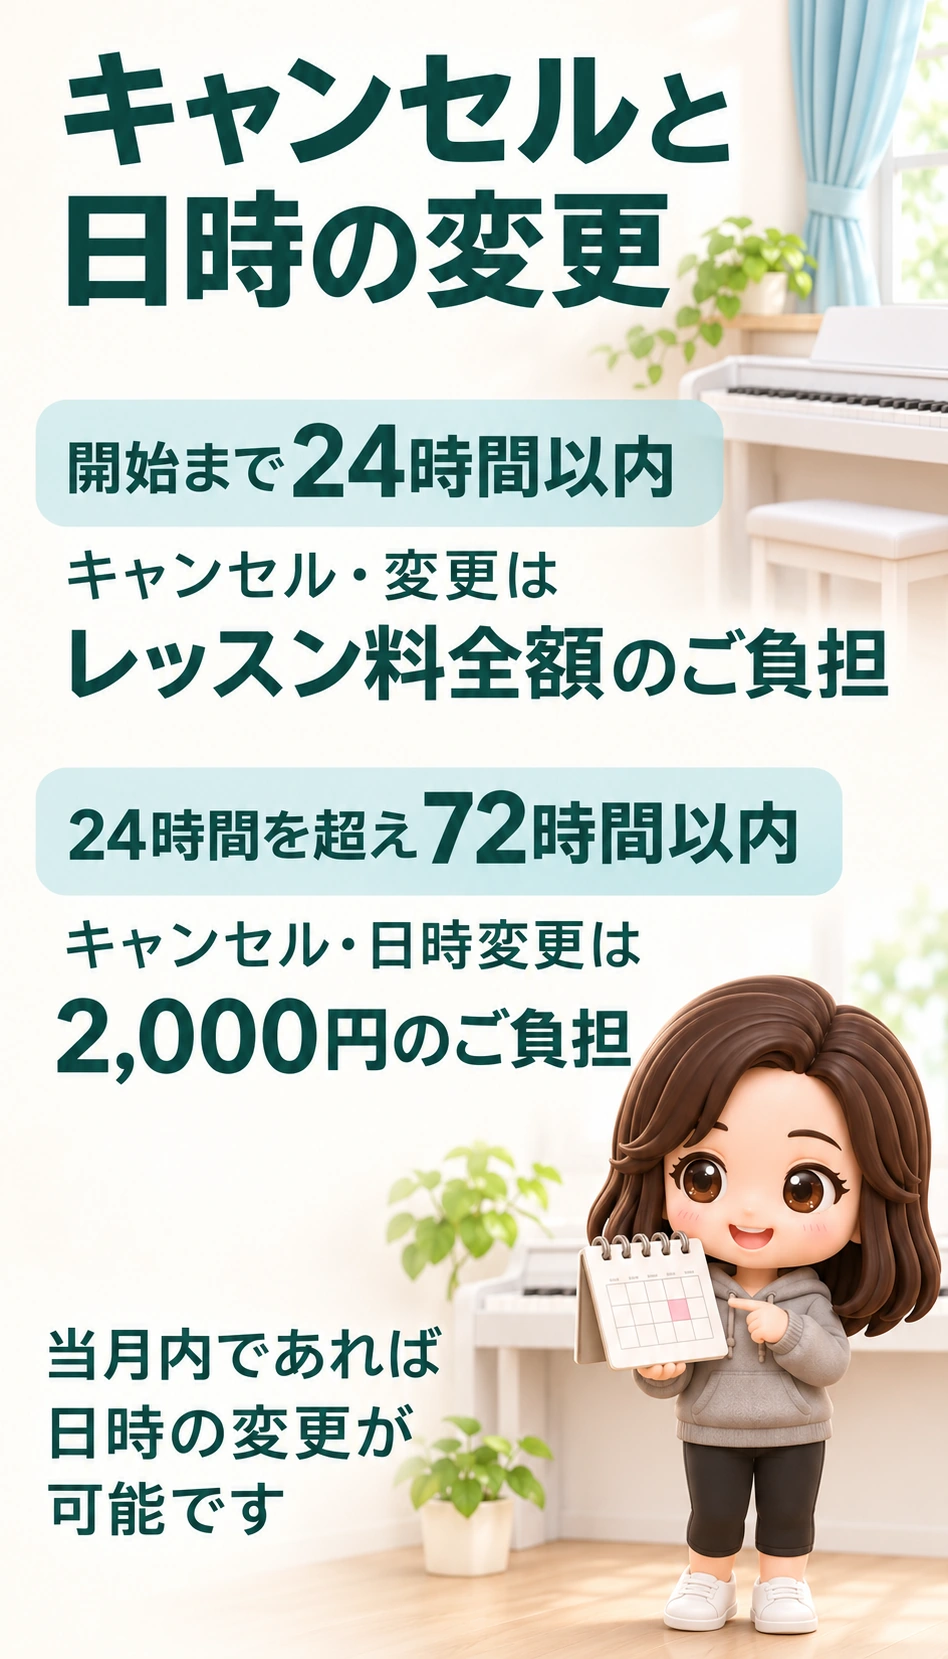 キャンセルと
日時の変更
開始まで24時間以内
キャンセル・変更は
レッスン料全額のご負担
24時間を超え72時間以内
キャンセル・日時変更は
2,000円のご負担
当月内であれば
日時の変更が
可能です